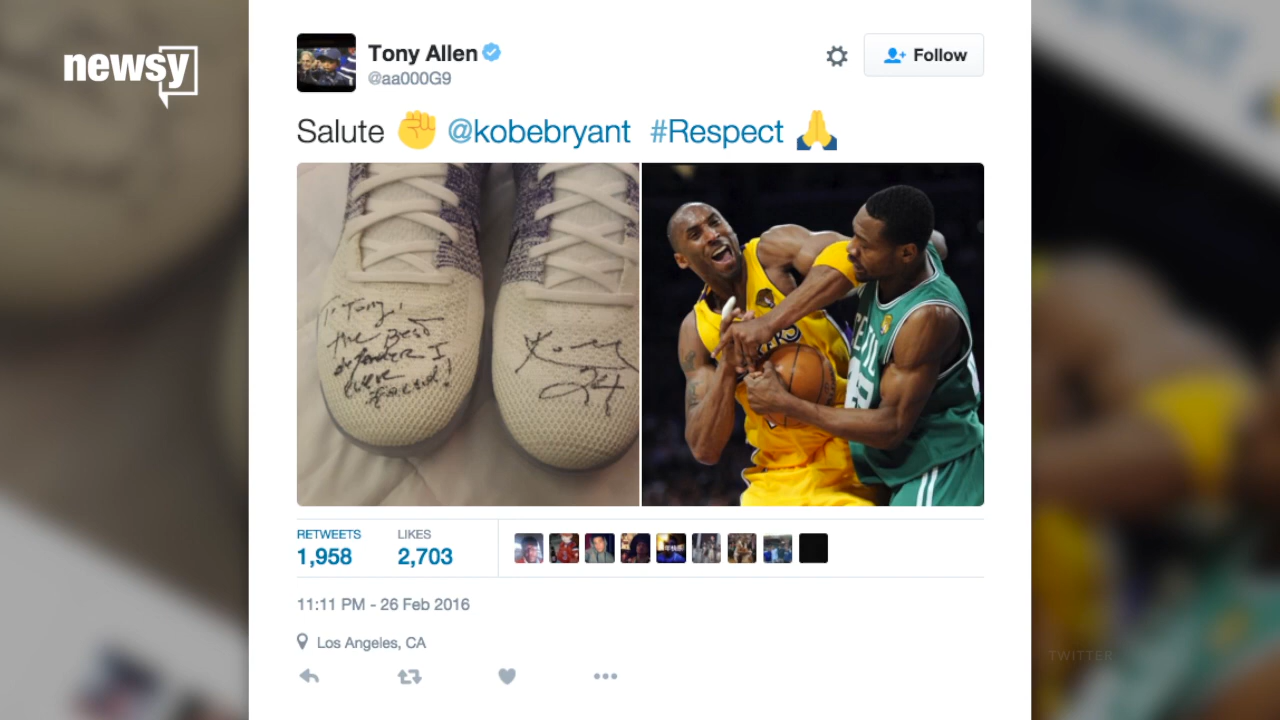 newsy
Tony Allen
@aa000G9
Follow
Salute ✊ @kobebryant #Respect 🙏
To Tony,
the Best
defender I
ever
faced!
24
RETWEETS LIKES
1,958 2,703
11:11 PM - 26 Feb 2016
Los Angeles, CA
TWITTER